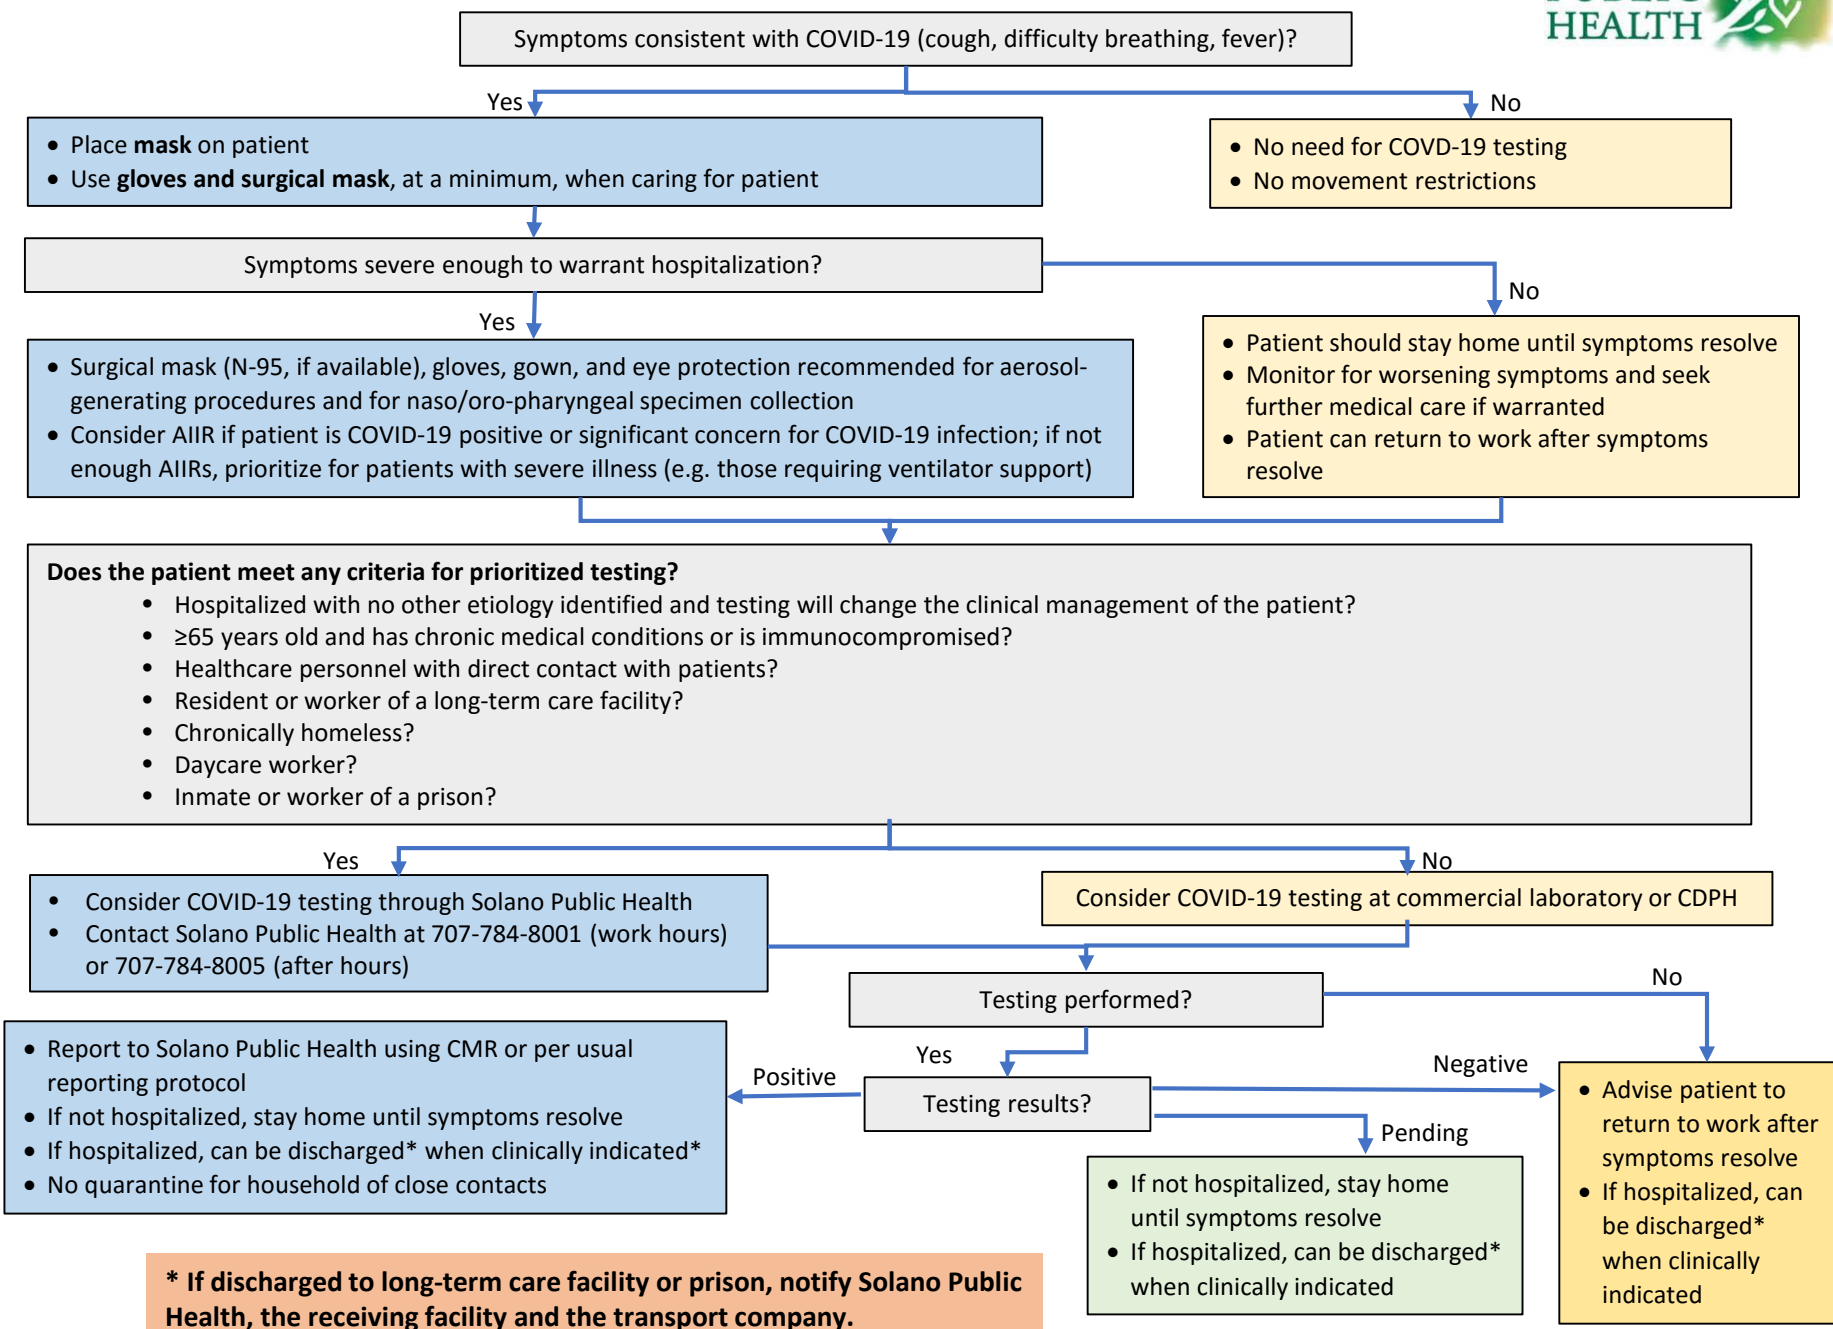 HEALTH
Symptoms consistent with COVID-19 (cough, difficulty breathing, fever)?
Yes
No
• Place mask on patient
• Use gloves and surgical mask, at a minimum, when caring for patient
• No need for COVD-19 testing
• No movement restrictions
Symptoms severe enough to warrant hospitalization?
No
Yes
• Surgical mask (N-95, if available), gloves, gown, and eye protection recommended for aerosol-
generating procedures and for naso/oro-pharyngeal specimen collection
• Consider AIIR if patient is COVID-19 positive or significant concern for COVID-19 infection; if not
enough AIIRs, prioritize for patients with severe illness (e.g. those requiring ventilator support)
• Patient should stay home until symptoms resolve
• Monitor for worsening symptoms and seek
further medical care if warranted
• Patient can return to work after symptoms
resolve
Does the patient meet any criteria for prioritized testing?
• Hospitalized with no other etiology identified and testing will change the clinical management of the patient?
• ≥65 years old and has chronic medical conditions or is immunocompromised?
• Healthcare personnel with direct contact with patients?
• Resident or worker of a long-term care facility?
• Chronically homeless?
• Daycare worker?
• Inmate or worker of a prison?
Yes
No
• Consider COVID-19 testing through Solano Public Health
• Contact Solano Public Health at 707-784-8001 (work hours)
or 707-784-8005 (after hours)
Consider COVID-19 testing at commercial laboratory or CDPH
Testing performed?
No
Yes
Testing results?
Positive
Negative
Pending
• Report to Solano Public Health using CMR or per usual
reporting protocol
• If not hospitalized, stay home until symptoms resolve
• If hospitalized, can be discharged* when clinically indicated*
• No quarantine for household of close contacts
• If not hospitalized, stay home
until symptoms resolve
• If hospitalized, can be discharged*
when clinically indicated
• Advise patient to
return to work after
symptoms resolve
• If hospitalized, can
be discharged*
when clinically
indicated
* If discharged to long-term care facility or prison, notify Solano Public
Health, the receiving facility and the transport company.